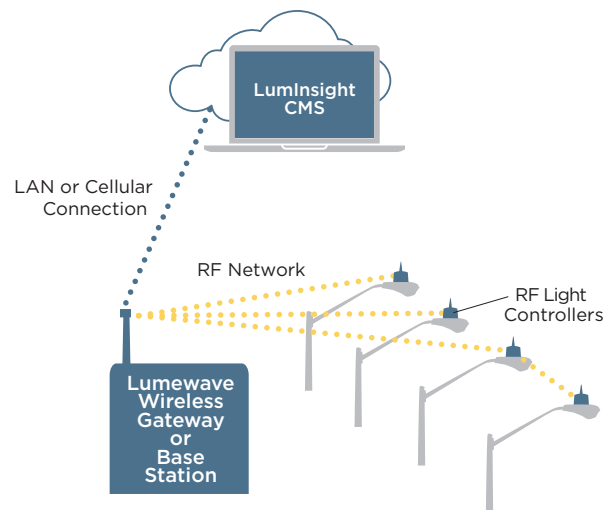 LumInsight
CMS
LAN or Cellular
Connection
RF Network
RF Light
Controllers
Lumewave
Wireless
Gateway
or
Base
Station